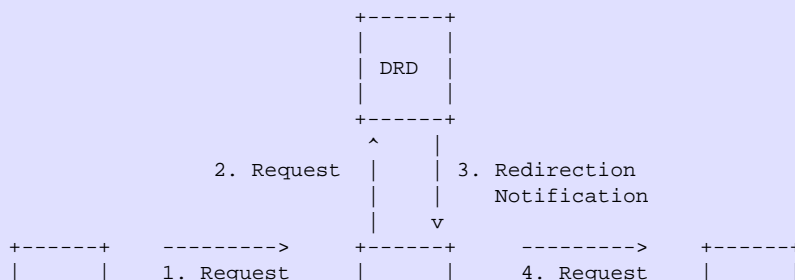 DRD
2. Request 3. Redirection
Notification
1. Request 4. Request